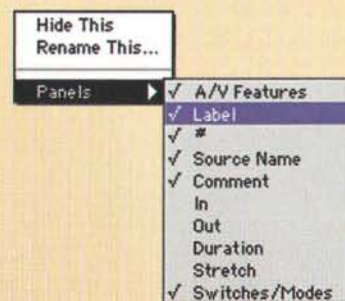 Hide This
Rename This...
Panels
✓ A/V Features
✓ Label
✓ #
✓ Source Name
✓ Comment
In
Out
Duration
Stretch
✓ Switches/Modes